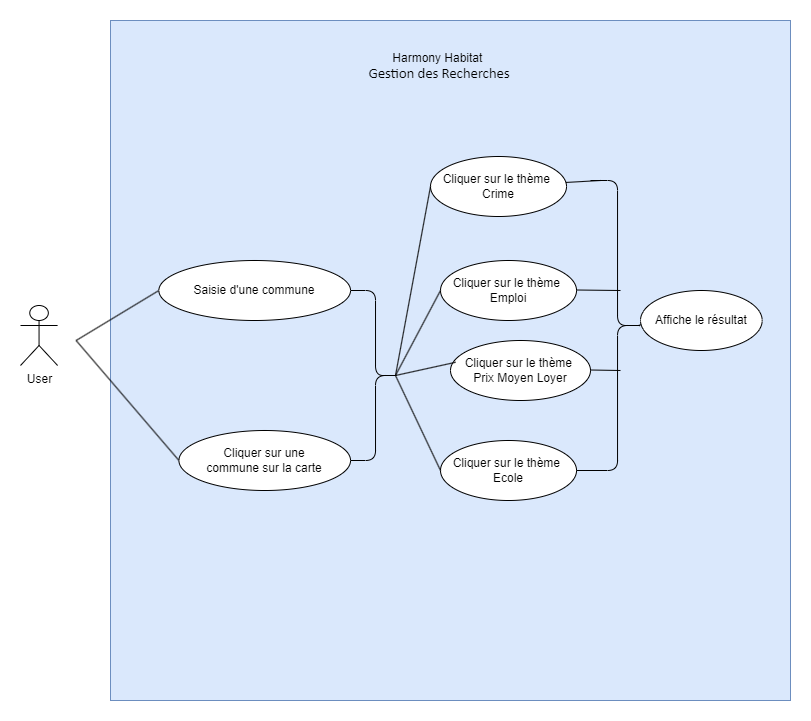 Harmony Habitat
Gestion des Recherches
Cliquer sur le thème
Crime
Saisie d'une commune
Cliquer sur le thème
Emploi
Affiche le résultat
User
Cliquer sur le thème
Prix Moyen Loyer
Cliquer sur une
commune sur la carte
Cliquer sur le thème
Ecole